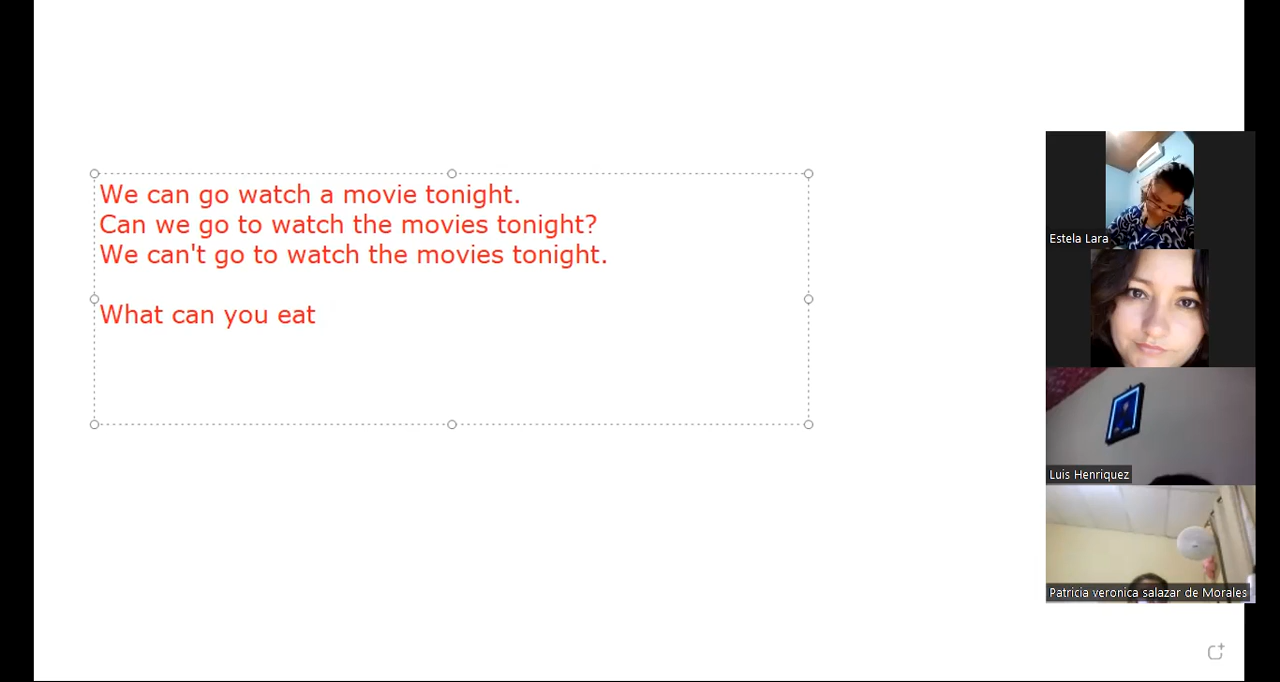 We can go watch a movie tonight.
Can we go to watch the movies tonight?
We can't go to watch the movies tonight.
What can you eat
Estela Lara
Luis Henriquez
Patricia veronica salazar de Morales